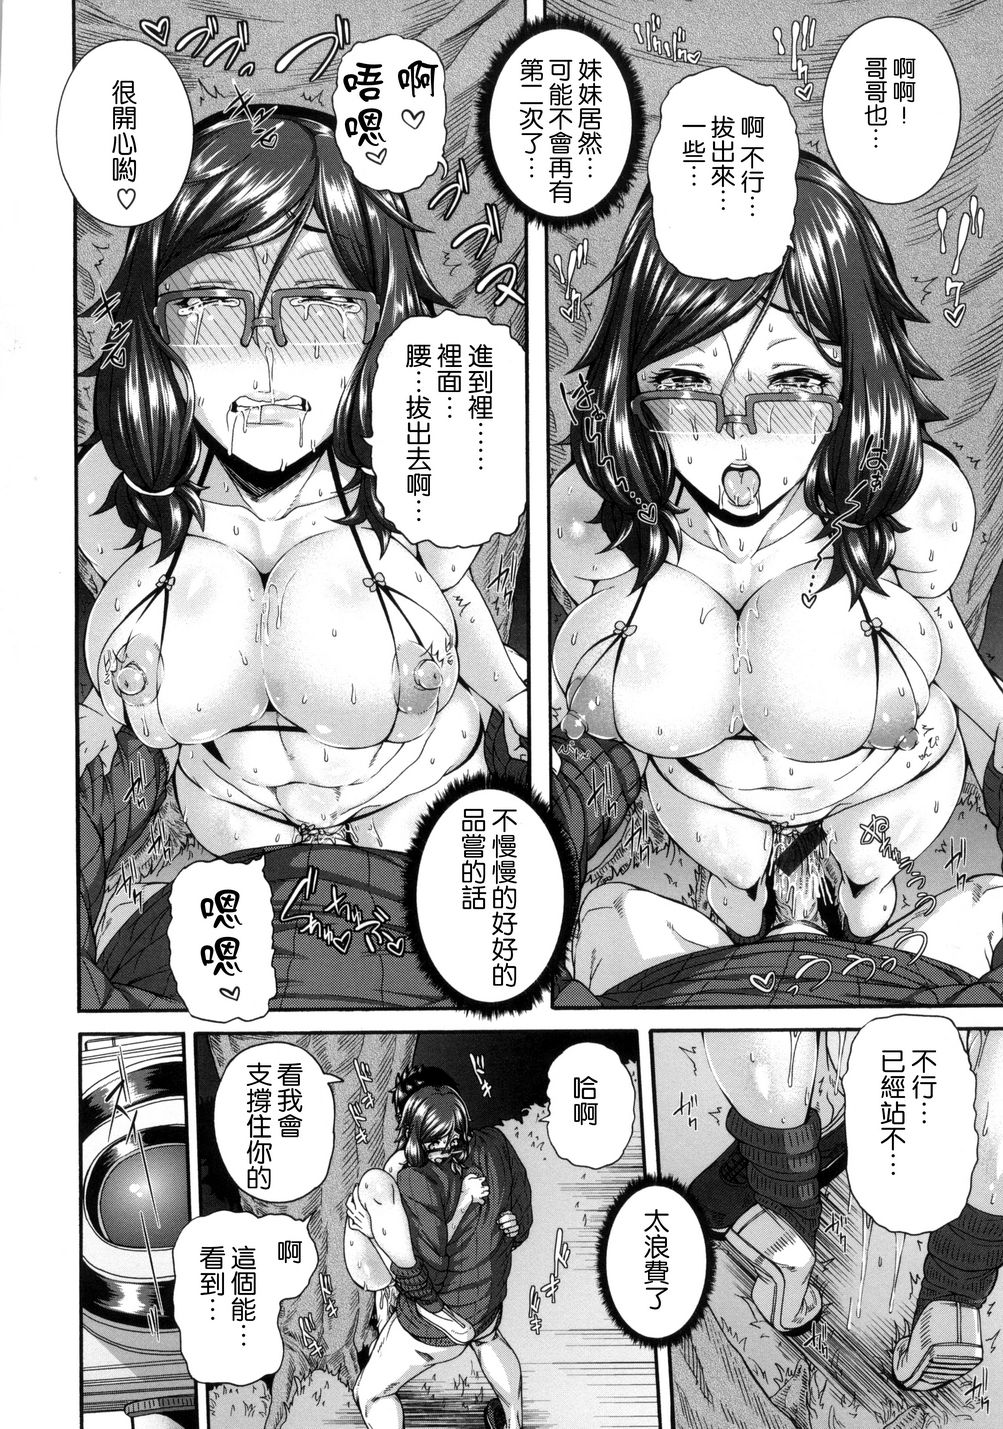 啊啊！
哥哥也…
啊 不行…
拔出來
一些…
妹妹居然…
可能不會再有
第二次了…
啊♥
唔嗯♥
很開心喲♡
進到裡……
裡面…
腰…拔出去啊…
不慢慢的好好的
品嘗的話
嗯
嗯♥
不行…
已經站不…
太浪費了
哈啊
看我會
支撐住你的
啊
這個能…
看到…